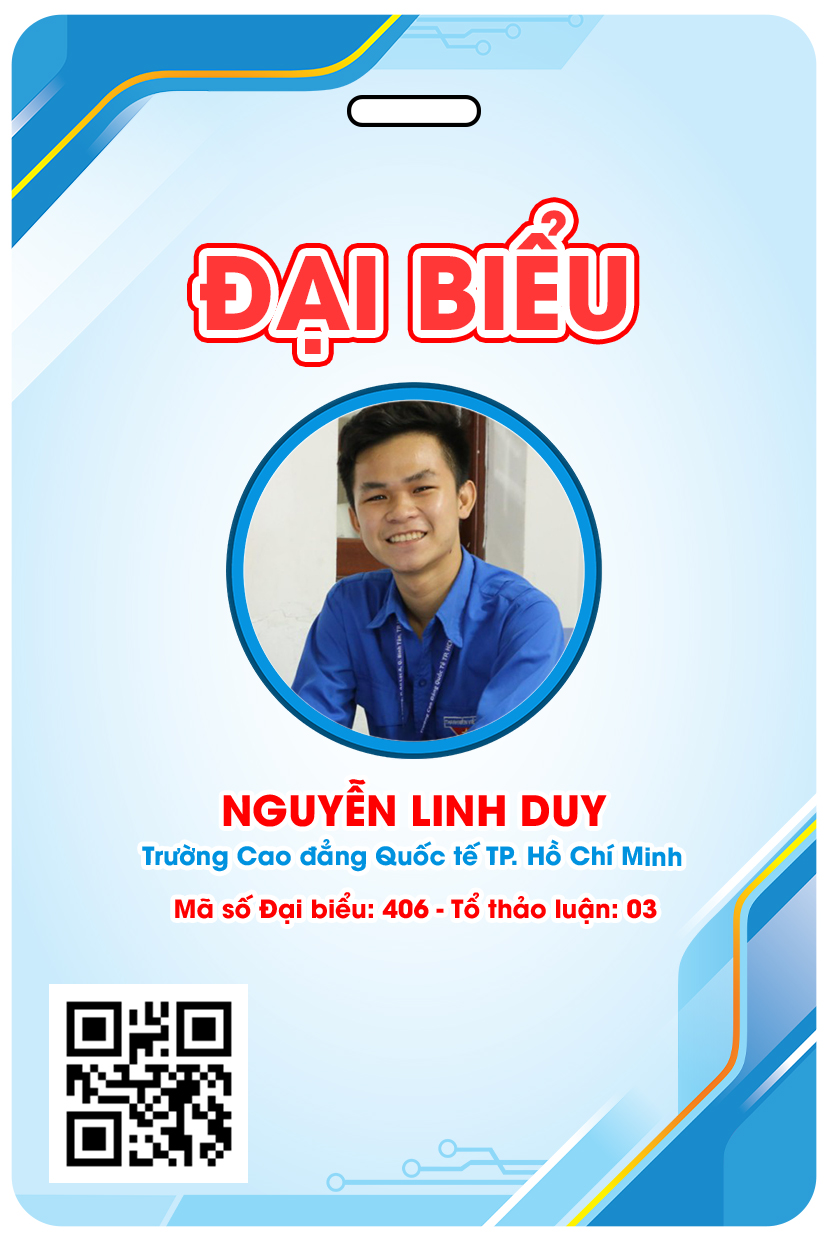 ĐẠI BIỂU
NGUYỄN LINH DUY
Trường Cao đẳng Quốc tế TP. Hồ Chí Minh
Mã số Đại biểu: 406 - Tổ thảo luận: 03